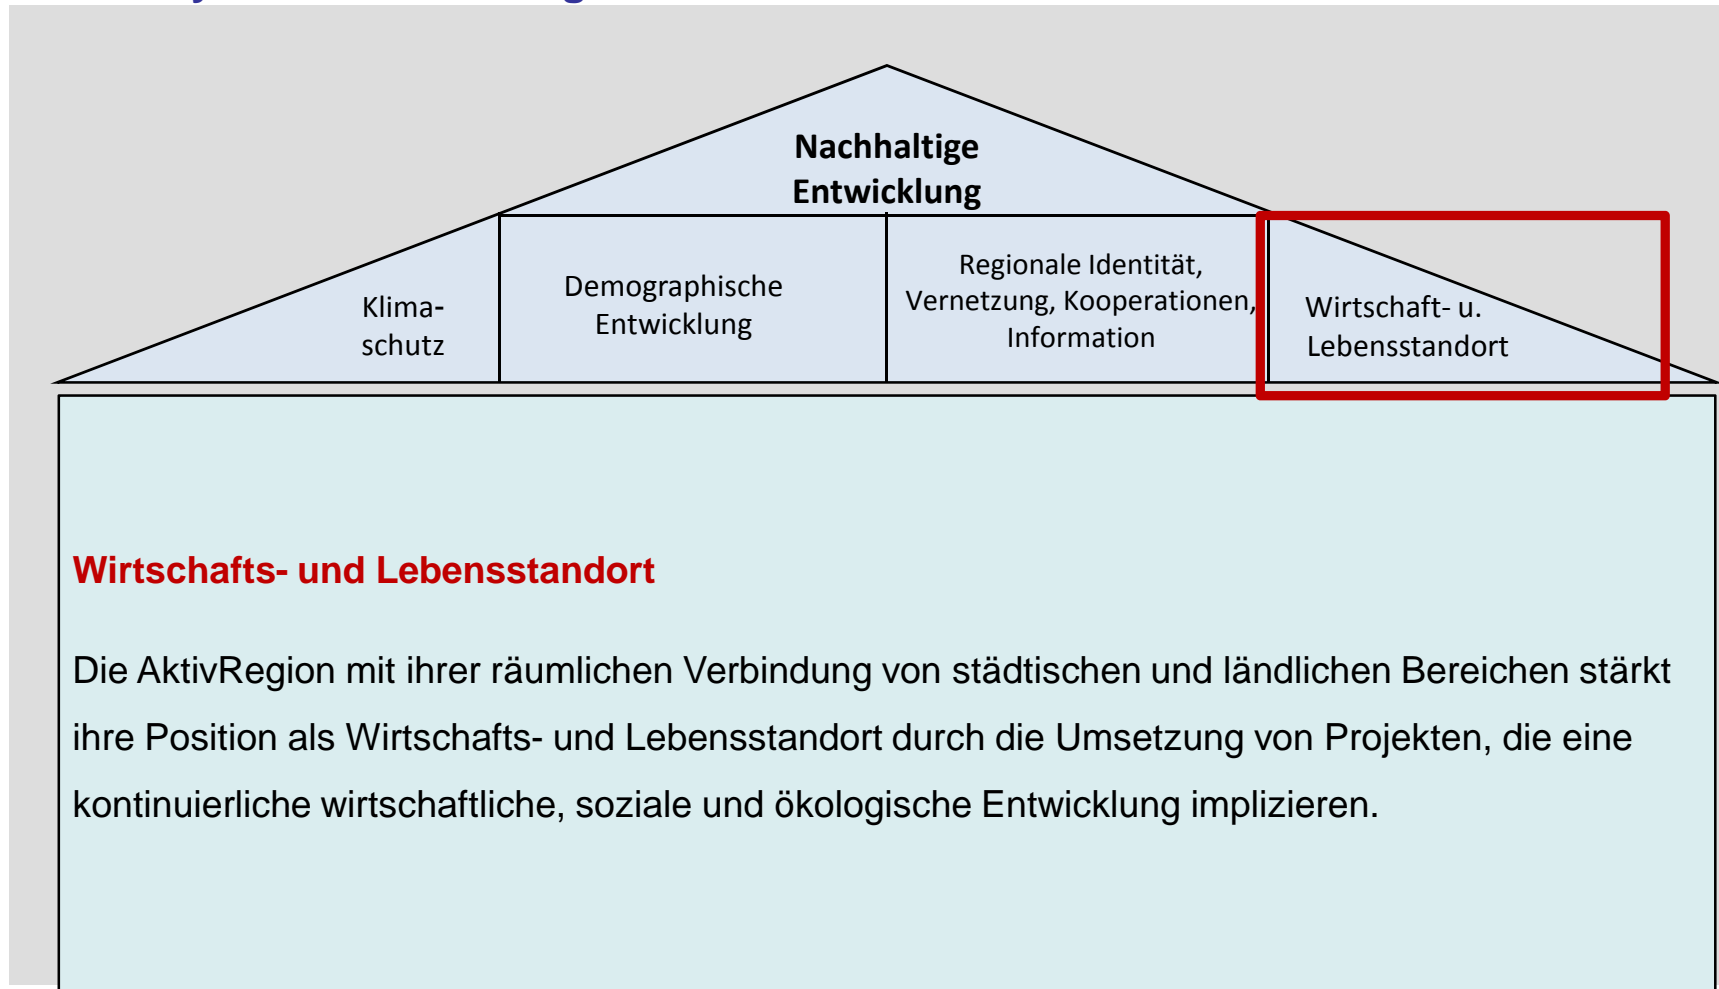 Nachhaltige
Entwicklung
Klima-
schutz
Demographische
Entwicklung
Regionale Identität,
Vernetzung, Kooperationen,
Information
Wirtschaft- u.
Lebensstandort
Wirtschafts- und Lebensstandort
Die AktivRegion mit ihrer räumlichen Verbindung von städtischen und ländlichen Bereichen stärkt
ihre Position als Wirtschafts- und Lebensstandort durch die Umsetzung von Projekten, die eine
kontinuierliche wirtschaftliche, soziale und ökologische Entwicklung implizieren.